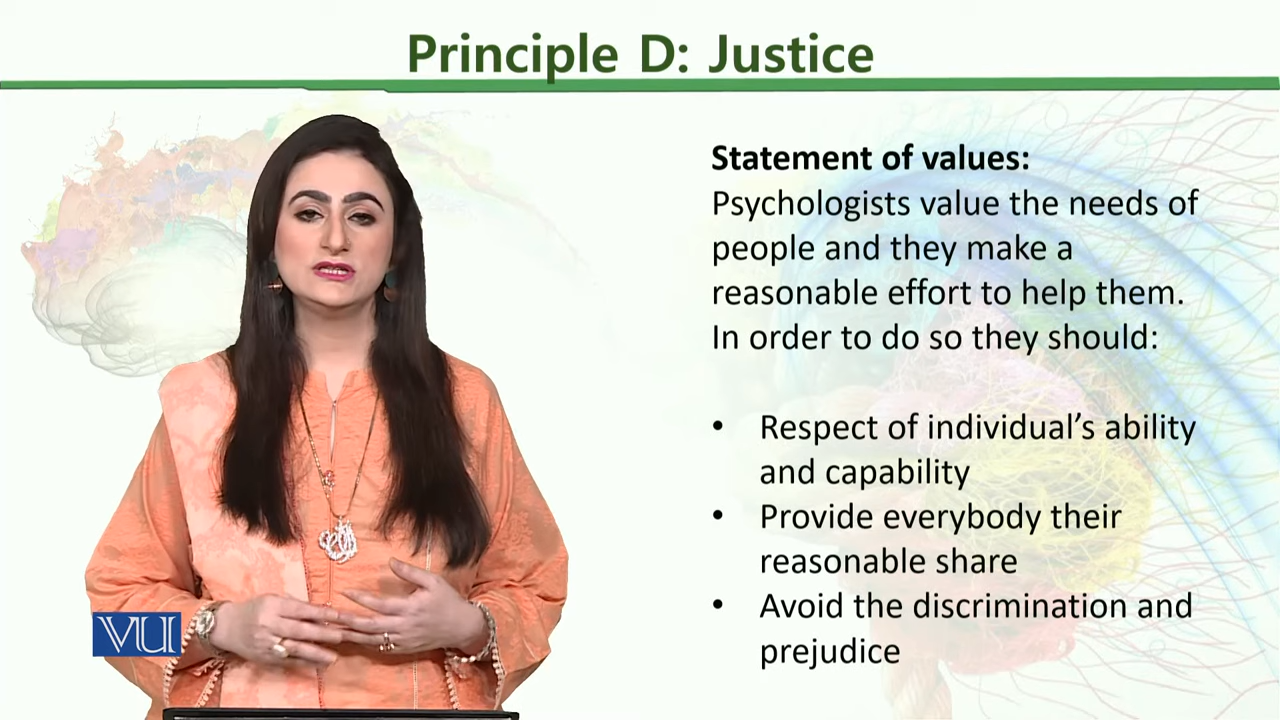 Principle D: Justice
Statement of values:
Psychologists value the needs of
people and they make a
reasonable effort to help them.
In order to do so they should:
• Respect of individual’s ability
and capability
• Provide everybody their
reasonable share
• Avoid the discrimination and
prejudice
VU